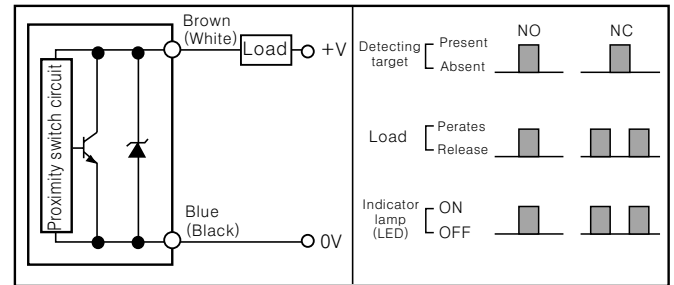 Brown
(White)
Load
+V
Proximity switch circuit
Blue
(Black)
0V
NO
NC
Detecting
target
Present
Absent
Load
Perates
Release
Indicator
lamp
(LED)
ON
OFF